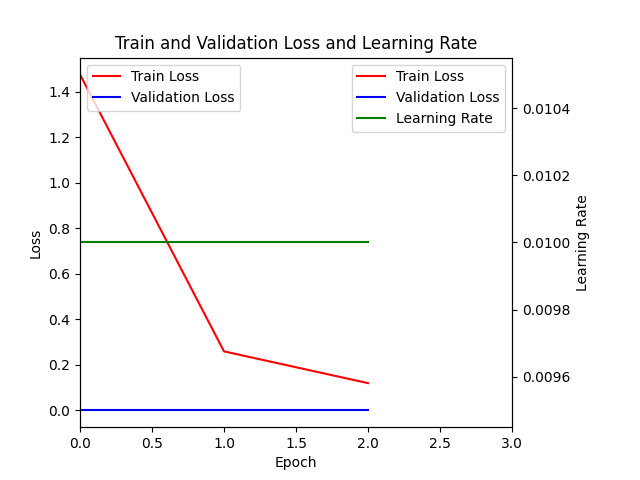 Train and Validation Loss and Learning Rate
Train Loss
Validation Loss
Train Loss
Validation Loss
Learning Rate
Loss
1.4
1.2
1.0
0.8
0.6
0.4
0.2
0.0
0.0104
0.0102
0.0100
0.0098
0.0096
Learning Rate
0.0 0.5 1.0 1.5 2.0 2.5 3.0
Epoch